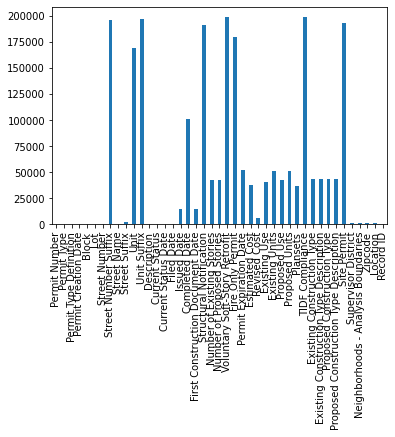 200000
175000
150000
125000
100000
75000
50000
25000
0
Permit Number
Permit Type
Permit Type Definition
Permit Creation Date
Block
Lot
Street Number
Street Number Suffix
Street Name
Street Suffix
Unit
Unit Suffix
Description
Current Status
Current Status Date
Filed Date
Issued Date
Completed Date
First Construction Document Date
Structural Notification
Number of Existing Stories
Number of Proposed Stories
Voluntary Soft-Story Retrofit
Fire Only Permit
Permit Expiration Date
Estimated Cost
Revised Cost
Existing Use
Existing Units
Proposed Use
Proposed Units
Plansets
TIDF Compliance
Existing Construction Type
Existing Construction Type Description
Proposed Construction Type
Proposed Construction Type Description
Site Permit
Supervisor District
Neighborhoods - Analysis Boundaries
Zipcode
Location
Record ID